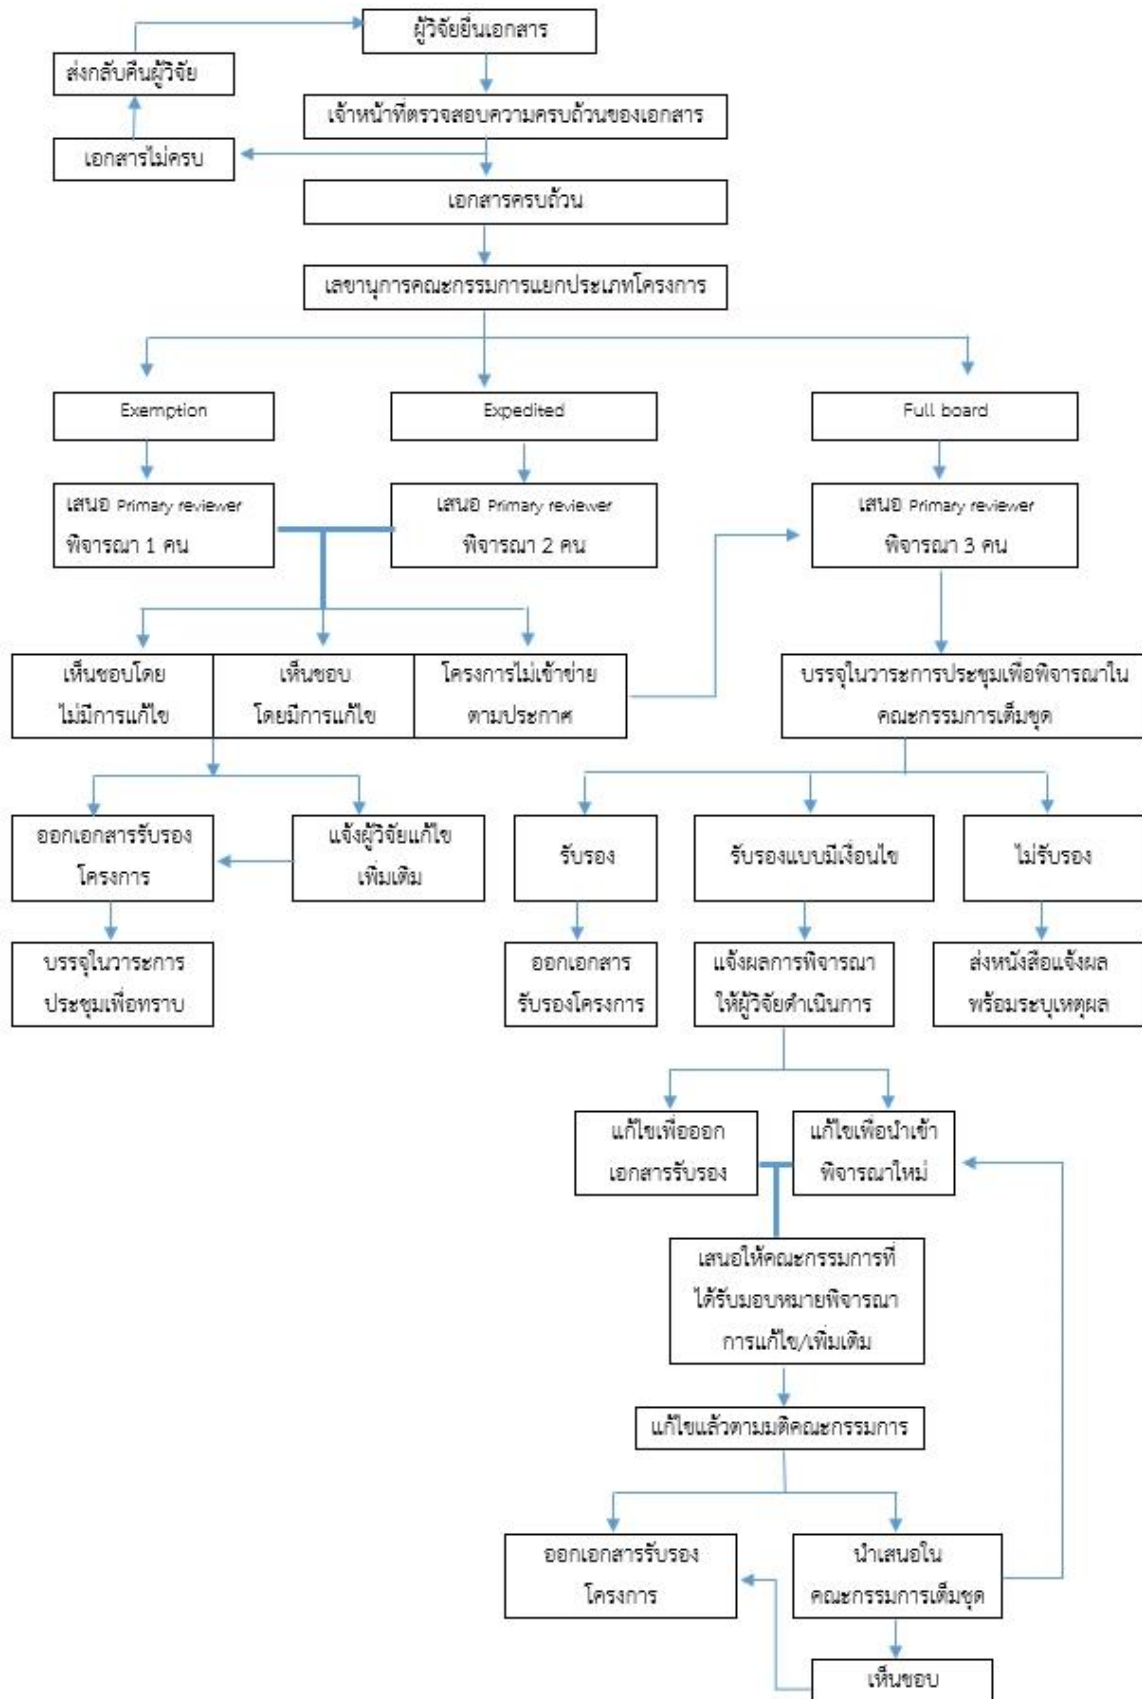 ผู้วิจัยยื่นเอกสาร
ส่งกลับคืนผู้วิจัย
เจ้าหน้าที่ตรวจสอบความครบถ้วนของเอกสาร
เอกสารไม่ครบ
เอกสารครบถ้วน
เลขานุการคณะกรรมการแยกประเภทโครงการ
Exemption
Expedited
Full board
เสนอ Primary reviewer
พิจารณา 1 คน
เสนอ Primary reviewer
พิจารณา 2 คน
เสนอ Primary reviewer
พิจารณา 3 คน
เห็นชอบโดย
ไม่มีการแก้ไข
เห็นชอบ
โดยมีการแก้ไข
โครงการไม่เข้าข่าย
ตามประกาศ
บรรจุในวาระการประชุมเพื่อพิจารณาใน
คณะกรรมการเต็มชุด
ออกเอกสารรับรอง
โครงการ
แจ้งผู้วิจัยแก้ไข
เพิ่มเติม
รับรอง
รับรองแบบมีเงื่อนไข
ไม่รับรอง
บรรจุในวาระการ
ประชุมเพื่อทราบ
ออกเอกสาร
รับรองโครงการ
แจ้งผลการพิจารณา
ให้ผู้วิจัยดำเนินการ
ส่งหนังสือแจ้งผล
พร้อมระบุเหตุผล
แก้ไขเพื่อออก
เอกสารรับรอง
แก้ไขเพื่อนำเข้า
พิจารณาใหม่
เสนอให้คณะกรรมการที่
ได้รับมอบหมายพิจารณา
การแก้ไข/เพิ่มเติม
แก้ไขแล้วตามมติคณะกรรมการ
ออกเอกสารรับรอง
โครงการ
นำเสนอใน
คณะกรรมการเต็มชุด
เห็นชอบ